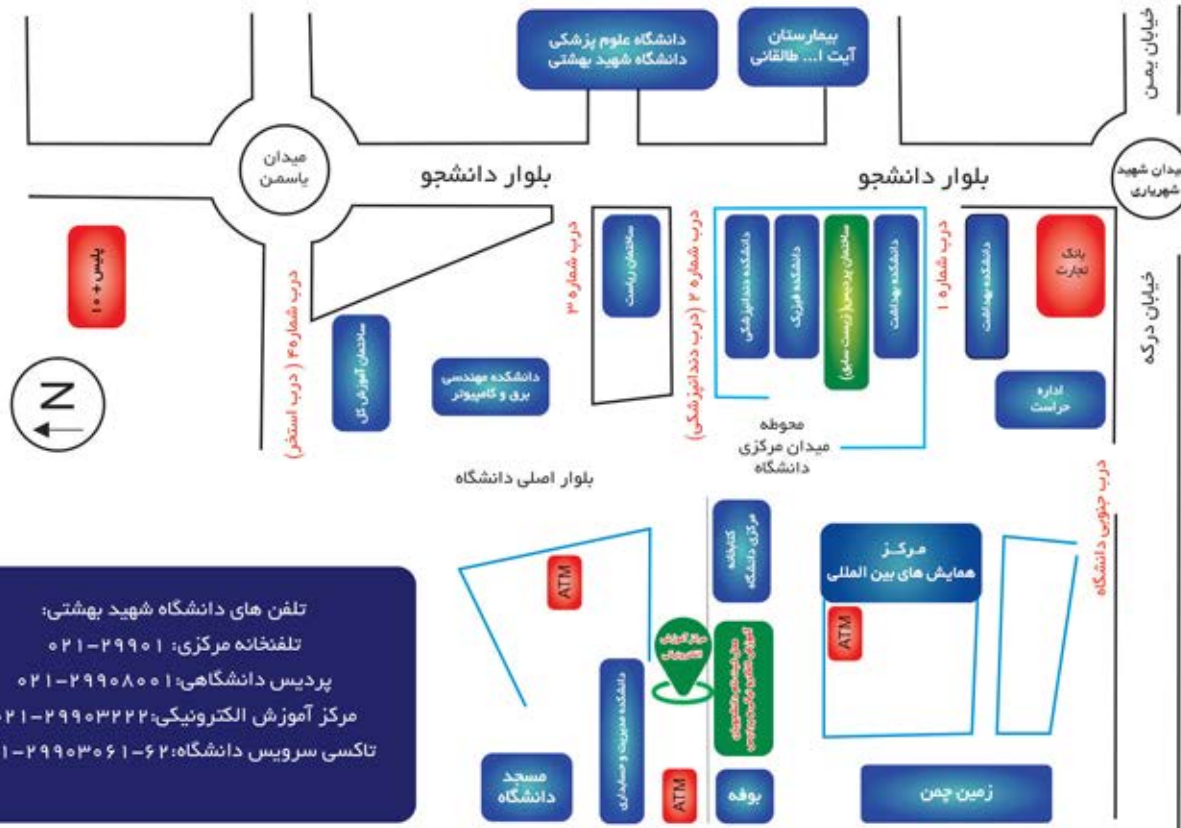 دانشگاه علوم پزشکی
دانشگاه شهید بهشتی
بیمارستان
آیت ا... طالقانی
خیابان یمن
میدان
یاسمن
بلوار دانشجو
بلوار دانشجو
میدان شهید
شهریاری
پلیس + ۱۰
درب شماره۴ ( درب استخر)
درب شماره ۳
ساختمان ریاست
درب شماره ۲ (درب دندانپزشکی)
دانشکده دندانپزشکی
دانشکده فیزیک
ساختمان پردیس( زیست سابق)
دانشکده بهداشت
درب شماره ۱
دانشکده بهداشت
بانک
تجارت
خیابان درکه
N
ساختمان آموزش کل
دانشکده مهندسی
برق و کامپیوتر
اداره
حراست
محوطه
میدان مرکزی
دانشگاه
بلوار اصلی دانشگاه
درب جنوبی دانشگاه
کتابخانه
مرکزی دانشگاه
مرکـز
همایش های بین المللی
ATM
ATM
مرکز آموزش
الکترونیکی
دانشکده مدیریت و حسابداری
ATM
مسجد
دانشگاه
بوفه
زمین چمن
تلفن های دانشگاه شهید بهشتی:
تلفنخانه مرکزی: ۲۹۹۰۱-۰۲۱
پردیس دانشگاهی:۲۹۹۰۸۰۰۱-۰۲۱
مرکز آموزش الکترونیکی:۲۹۹۰۳۲۲۲-۰۲۱
تاکسی سرویس دانشگاه:۶۲-۲۹۹۰۳۰۶۱-۲۱